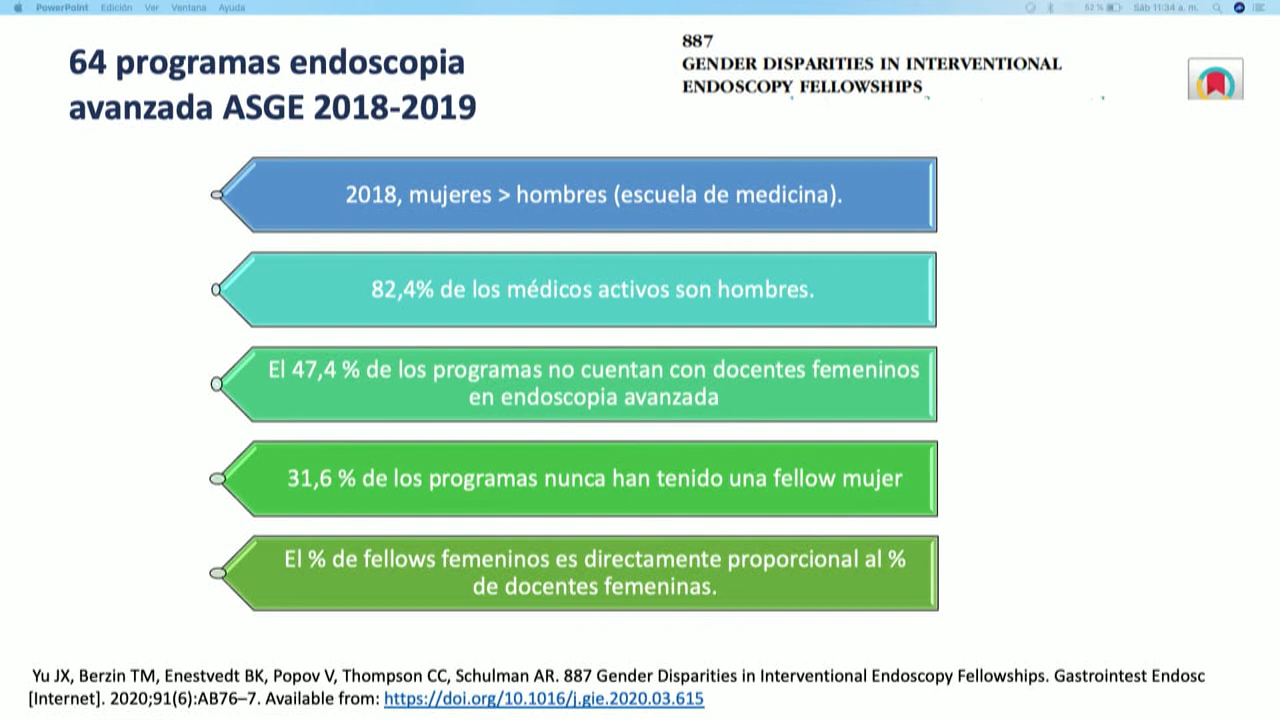 PowerPoint Edición Ver Ventana Ayuda
62 % Sáb 11:34 a. m.
64 programas endoscopia
avanzada ASGE 2018-2019
887
GENDER DISPARITIES IN INTERVENTIONAL
ENDOSCOPY FELLOWSHIPS
2018, mujeres > hombres (escuela de medicina).
82,4% de los médicos activos son hombres.
El 47,4 % de los programas no cuentan con docentes femeninos
en endoscopia avanzada
31,6 % de los programas nunca han tenido una fellow mujer
El % de fellows femeninos es directamente proporcional al %
de docentes femeninas.
Yu JX, Berzin TM, Enestvedt BK, Popov V, Thompson CC, Schulman AR. 887 Gender Disparities in Interventional Endoscopy Fellowships. Gastrointest Endosc
[Internet]. 2020;91(6):AB76–7. Available from: https://doi.org/10.1016/j.gie.2020.03.615